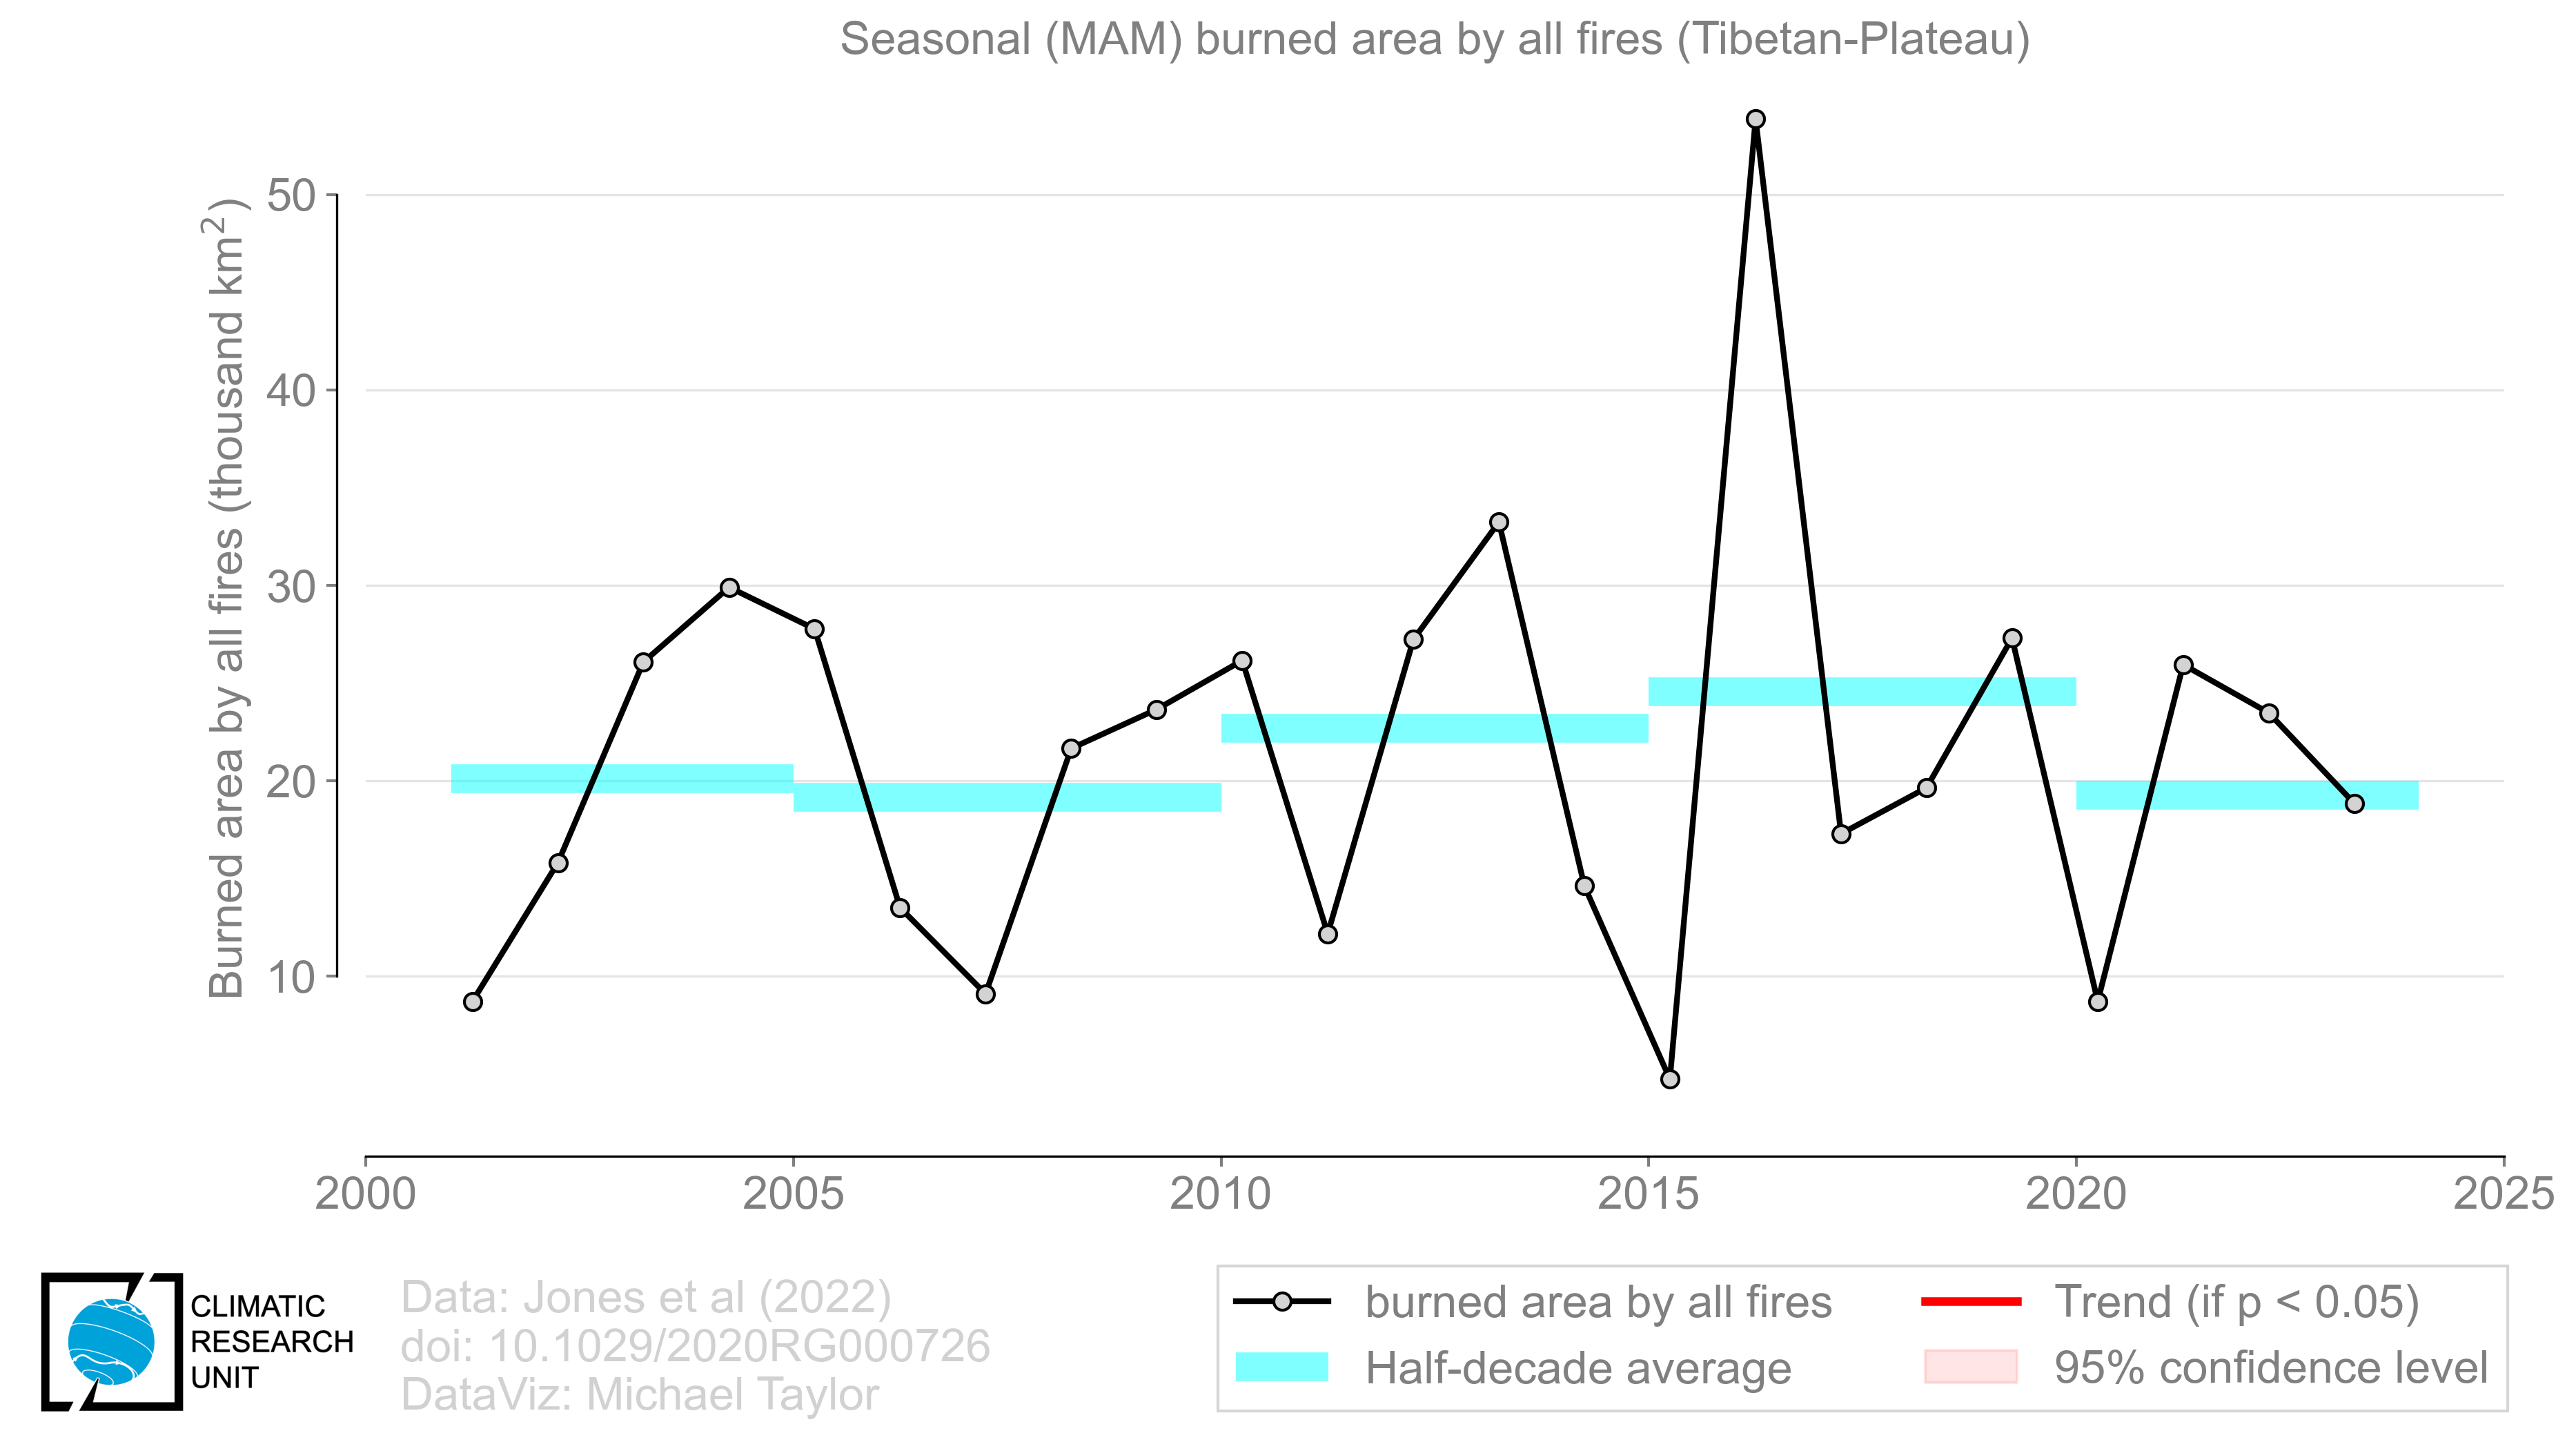 Seasonal (MAM) burned area by all fires (Tibetan-Plateau)
Burned area by all fires (thousand km²)
50
40
30
20
10
2000
2005
2010
2015
2020
2025
CLIMATIC
RESEARCH
UNIT
Data: Jones et al (2022)
doi: 10.1029/2020RG000726
DataViz: Michael Taylor
burned area by all fires
Half-decade average
Trend (if p < 0.05)
95% confidence level